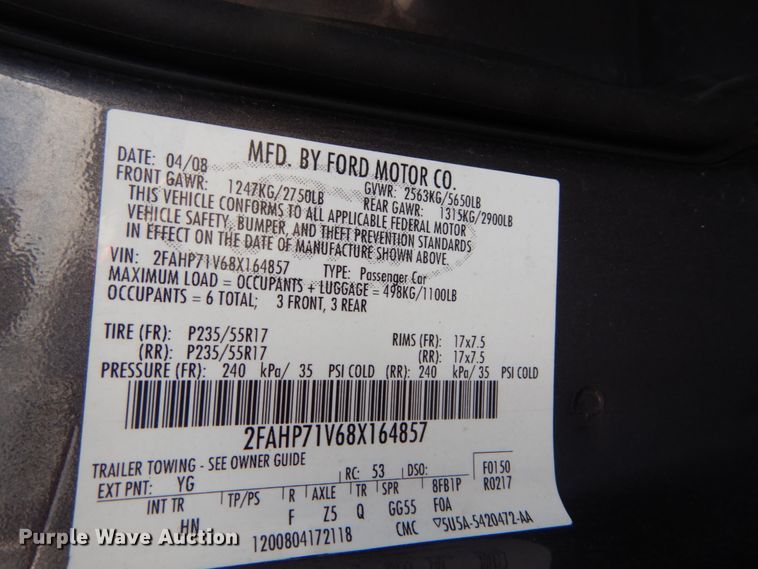 MFD. BY FORD MOTOR CO.
DATE: 04/08 GVWR: 2563KG/5650LB
FRONT GAWR: 1247KG/2750LB REAR GAWR: 1315KG/2900LB
THIS VEHICLE CONFORMS TO ALL APPLICABLE FEDERAL MOTOR
VEHICLE SAFETY, BUMPER, AND THEFT PREVENTION STANDARDS
IN EFFECT ON THE DATE OF MANUFACTURE SHOWN ABOVE.
VIN: 2FAHP71V68X164857 TYPE: Passenger Car
MAXIMUM LOAD = OCCUPANTS + LUGGAGE = 498KG/1100LB
OCCUPANTS = 6 TOTAL; 3 FRONT, 3 REAR
TIRE (FR): P235/55R17 RIMS (FR): 17x7.5
(RR): P235/55R17 (RR): 17x7.5
PRESSURE (FR): 240 kPa/ 35 PSI COLD (RR): 240 kPa/ 35 PSI COLD
2FAHP71V68X164857
TRAILER TOWING - SEE OWNER GUIDE
EXT PNT: YG RC: 53 DSO: F0150
R0217
INT TR TP/PS R AXLE TR SPR 8FB1P
HN F Z5 Q GG55 F0A
1200804172118 CMC ▽5U5A-5420472-AA
Purple Wave Auction